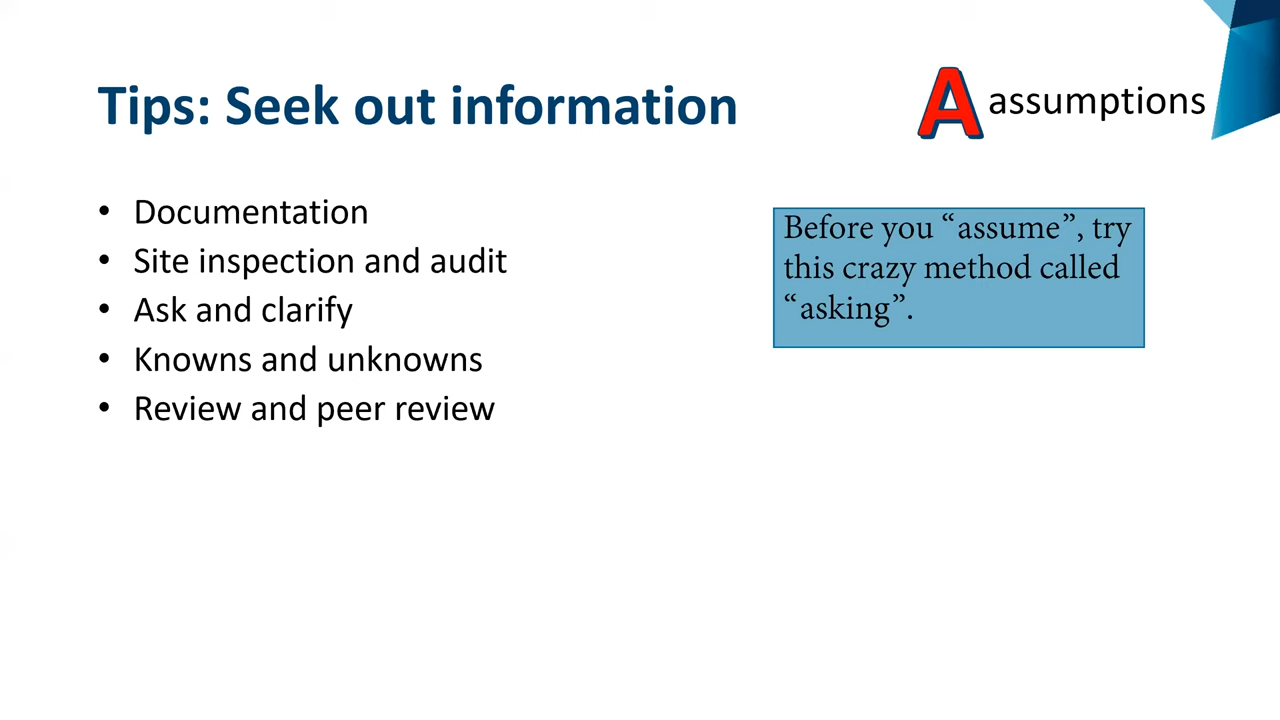 Tips: Seek out information
A assumptions
• Documentation
• Site inspection and audit
• Ask and clarify
• Knowns and unknowns
• Review and peer review
Before you “assume”, try
this crazy method called
“asking”.